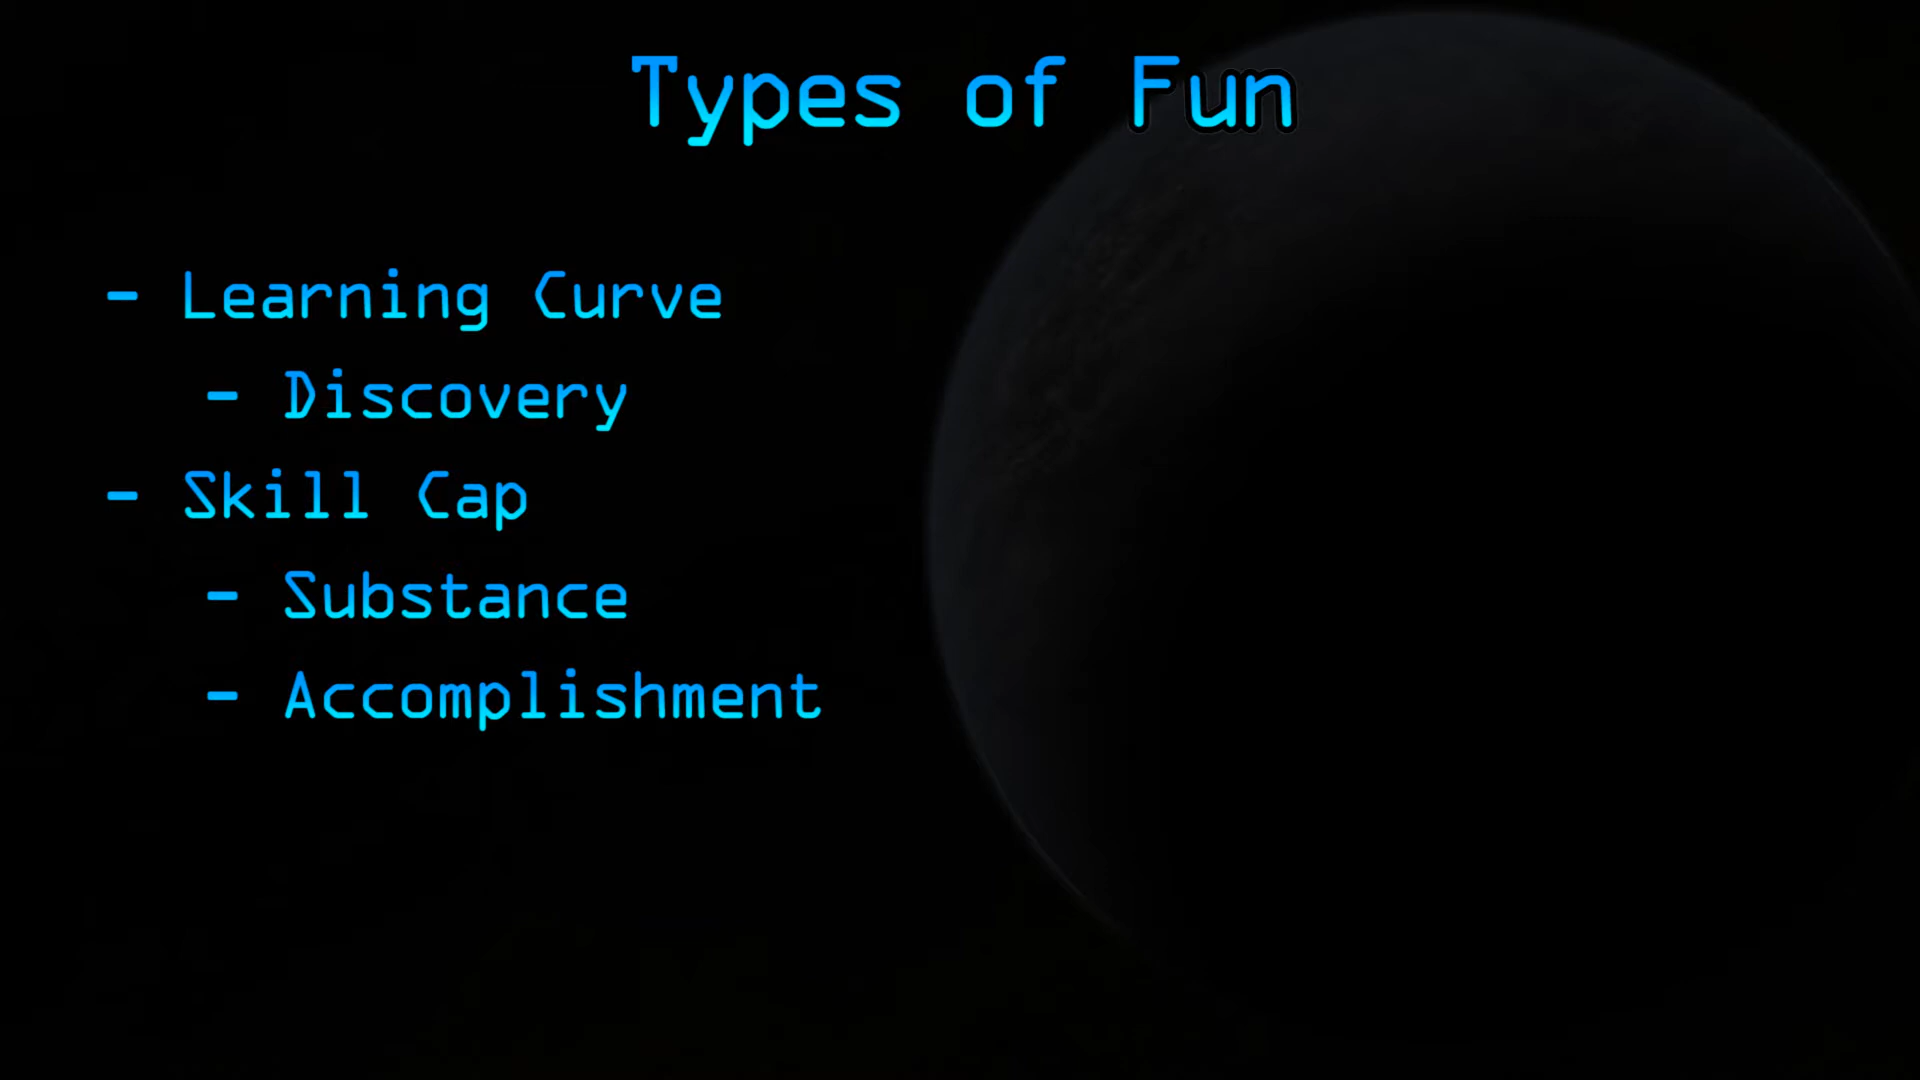 Types of Fun
- Learning Curve
- Discovery
- Skill Cap
- Substance
- Accomplishment